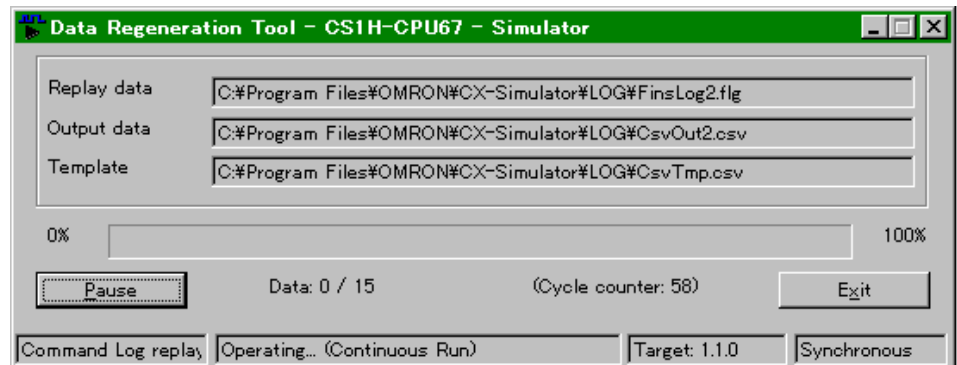 Data Regeneration Tool - CS1H-CPU67 - Simulator
Replay data C:¥Program Files¥OMRON¥CX-Simulator¥LOG¥FinsLog2.flg
Output data C:¥Program Files¥OMRON¥CX-Simulator¥LOG¥CsvOut2.csv
Template C:¥Program Files¥OMRON¥CX-Simulator¥LOG¥CsvTmp.csv
0% 100%
Pause Data: 0 / 15 (Cycle counter: 58) Exit
Command Log replay Operating... (Continuous Run) Target: 1.1.0 Synchronous